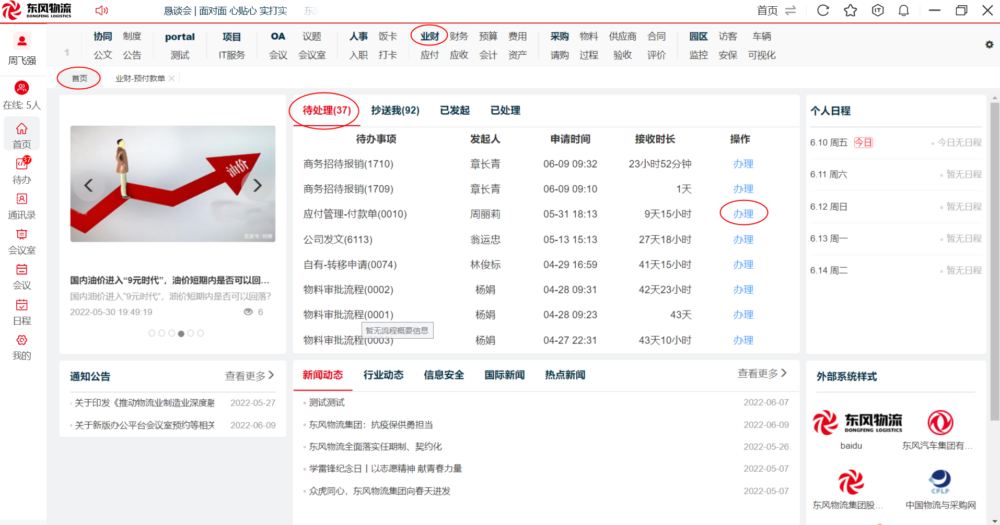 东风物流
DONGFENG LOGISTICS
恳谈会 | 面对面 心贴心 实打实 东风
首页
IT
周飞强
在线: 5人
首页
37
待办
通讯录
会议室
会议
日程
我的
1
协同 制度 portal 项目 OA 议题 人事 饭卡 业财 财务 预算 费用 采购 物料 供应商 合同 园区 访客 车辆
公文 公告 测试 IT服务 会议 会议室 入职 打卡 应付 应收 会计 资产 请购 过程 验收 评价 监控 安保 可视化
首页 业财-预付款单
油价
百家号/财眼
国内油价进入“9元时代”，油价短期内是否可以回...
国内油价进入“9元时代”，油价短期内是否可以回落?
2022-05-30 19:49:19 6
待处理(37) 抄送我(92) 已发起 已处理
待办事项 发起人 申请时间 接收时长 操作
商务招待报销(1710) 章长青 06-09 09:32 23小时52分钟 办理
商务招待报销(1709) 章长青 06-09 09:10 1天 办理
应付管理-付款单(0010) 周丽莉 05-31 18:13 9天15小时 办理
公司发文(6113) 翁运忠 05-13 15:13 27天18小时 办理
自有-转移申请(0074) 林俊标 04-29 16:59 41天15小时 办理
物料审批流程(0002) 杨娟 04-28 09:31 42天23小时 办理
物料审批流程(0001) 杨娟 04-28 09:23 43天 办理
暂无流程概要信息
物料审批流程(0003) 杨娟 04-27 22:31 43天10小时 办理
个人日程
6.10 周五 今日 今日无日程
6.11 周六 暂无日程
6.12 周日 暂无日程
6.13 周一 暂无日程
6.14 周二 暂无日程
通知公告 查看更多
关于印发《推动物流业制造业深度融 2022-05-27
关于新版办公平台会议室预约等相关 2022-06-09
新闻动态 行业动态 信息安全 国际新闻 热点新闻 查看更多
测试测试 2022-06-07
东风物流集团：抗疫保供勇担当 2022-06-09
东风物流全面落实任期制、契约化 2022-05-26
学雷锋纪念日丨以志愿精神 献青春力量 2022-05-07
众虎同心，东风物流集团向春天进发 2022-05-07
外部系统样式
东风物流
DONGFENG LOGISTICS
baidu 东风汽车集团有...
CFLP
东风物流集团股... 中国物流与采购网